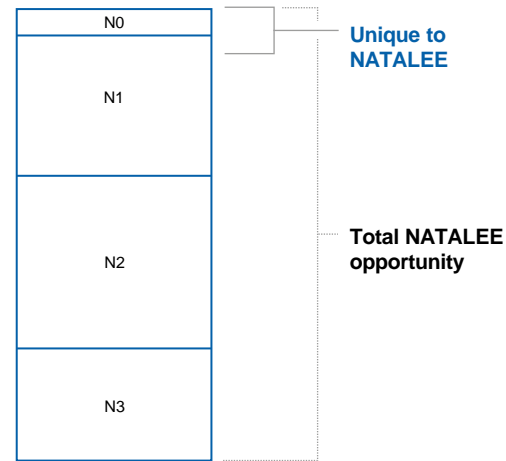 N0
Unique to
NATALEE
N1
Total NATALEE
opportunity
N2
N3